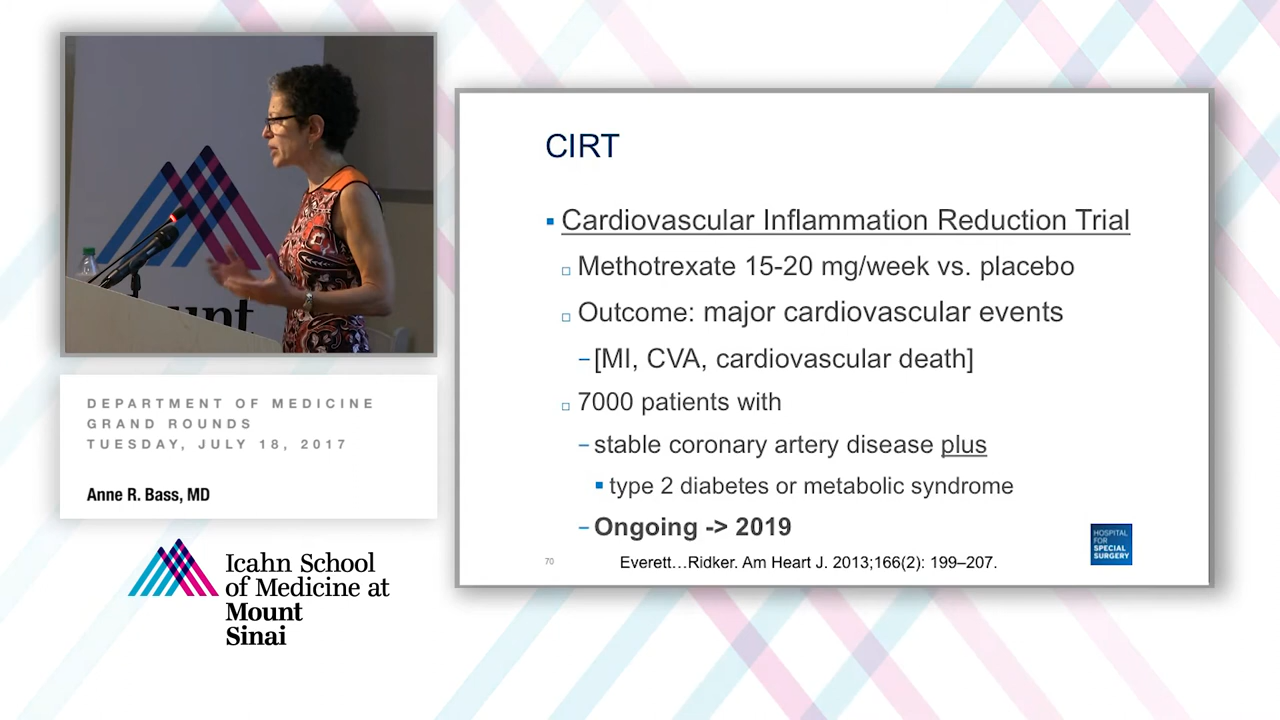 unt
DEPARTMENT OF MEDICINE
GRAND ROUNDS
TUESDAY, JULY 18, 2017
Anne R. Bass, MD
Icahn School
of Medicine at
Mount
Sinai
CIRT
▪ Cardiovascular Inflammation Reduction Trial
□ Methotrexate 15-20 mg/week vs. placebo
□ Outcome: major cardiovascular events
–[MI, CVA, cardiovascular death]
□ 7000 patients with
–stable coronary artery disease plus
▪ type 2 diabetes or metabolic syndrome
–Ongoing -> 2019
70
Everett…Ridker. Am Heart J. 2013;166(2): 199–207.
HOSPITAL
FOR
SPECIAL
SURGERY